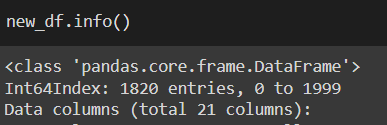 new_df.info()
<class 'pandas.core.frame.DataFrame'>
Int64Index: 1820 entries, 0 to 1999
Data columns (total 21 columns):